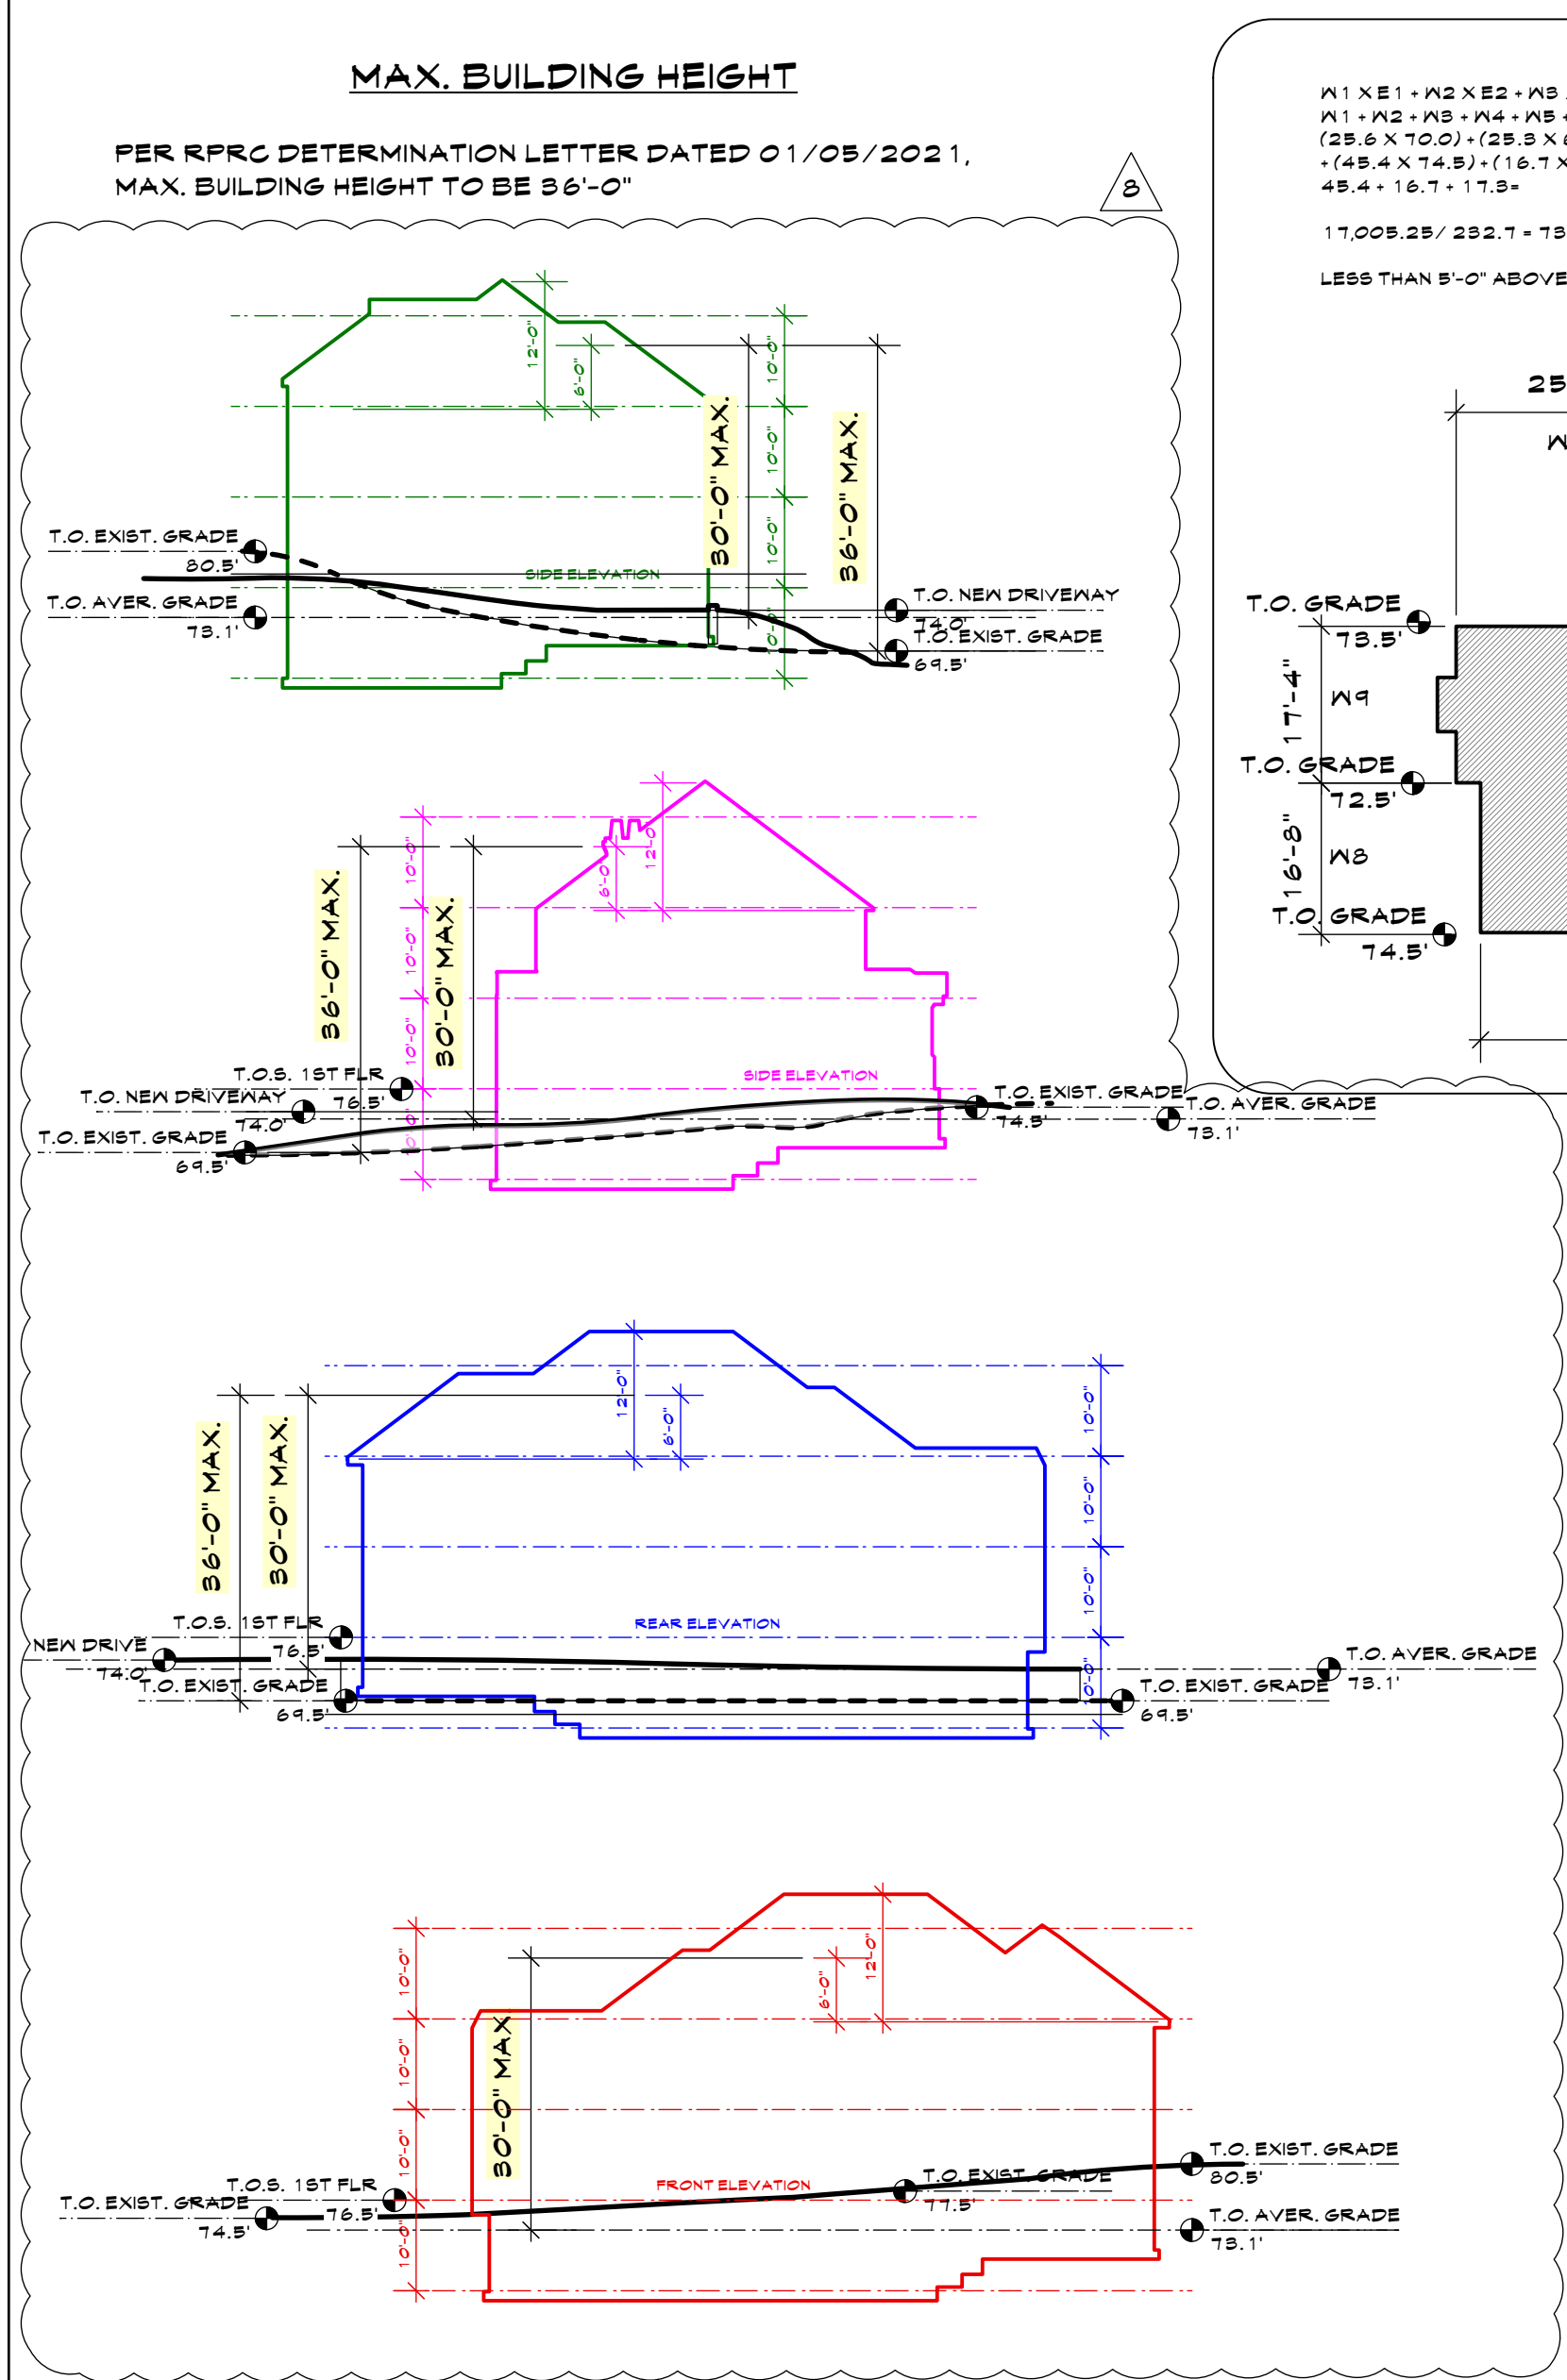 MAX. BUILDING HEIGHT
PER RPRC DETERMINATION LETTER DATED 01/05/2021,
MAX. BUILDING HEIGHT TO BE 36'-0"
8
12'-0"
6'-0"
10'-0"
10'-0"
10'-0"
10'-0"
30'-0" MAX.
36'-0" MAX.
T.O. EXIST. GRADE
80.5'
SIDE ELEVATION
T.O. AVER. GRADE
73.1'
T.O. NEW DRIVEWAY
74.0'
T.O. EXIST. GRADE
69.5'
12'-0"
6'-0"
10'-0"
10'-0"
10'-0"
10'-0"
36'-0" MAX.
30'-0" MAX.
T.O.S. 1ST FLR
76.5'
SIDE ELEVATION
T.O. NEW DRIVEWAY
74.0'
T.O. EXIST. GRADE
69.5'
T.O. EXIST. GRADE
74.5'
T.O. AVER. GRADE
73.1'
12'-0"
6'-0"
10'-0"
10'-0"
10'-0"
10'-0"
36'-0" MAX.
30'-0" MAX.
T.O.S. 1ST FLR
76.5'
REAR ELEVATION
NEW DRIVE
74.0'
T.O. EXIST. GRADE
69.5'
T.O. AVER. GRADE
73.1'
T.O. EXIST. GRADE
69.5'
12'-0"
6'-0"
10'-0"
10'-0"
10'-0"
10'-0"
30'-0" MAX
T.O.S. 1ST FLR
76.5'
T.O. EXIST. GRADE
74.5'
FRONT ELEVATION
T.O. EXIST. GRADE
77.5'
T.O. EXIST. GRADE
80.5'
T.O. AVER. GRADE
73.1'
W1 X E1 + W2 X E2 + W3
W1 + W2 + W3 + W4 + W5 +
(25.6 X 70.0) + (25.3 X
+ (45.4 X 74.5) + (16.7 X
45.4 + 16.7 + 17.3=
17,005.25/ 232.7 = 73
LESS THAN 5'-0" ABOVE
25
W
T.O. GRADE
73.5'
17'-4"
W9
T.O. GRADE
72.5'
16'-8"
W8
T.O. GRADE
74.5'